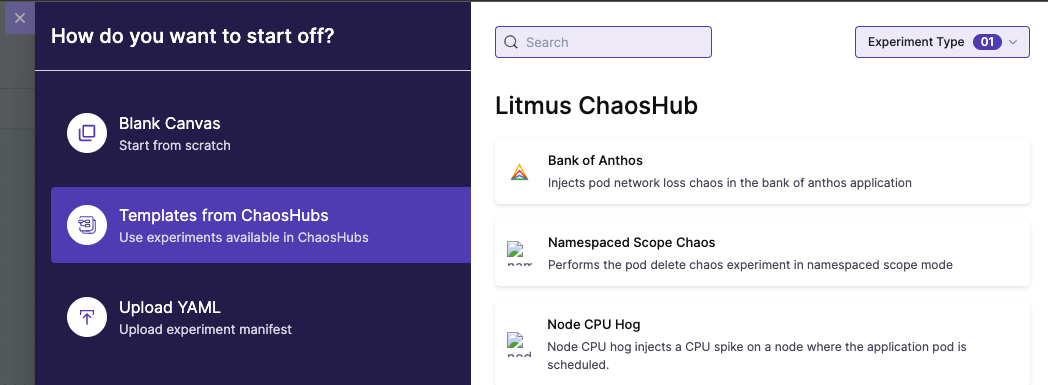 How do you want to start off?
Blank Canvas
Start from scratch
Templates from ChaosHubs
Use experiments available in ChaosHubs
Upload YAML
Upload experiment manifest
Search
Experiment Type 01
Litmus ChaosHub
Bank of Anthos
Injects pod network loss chaos in the bank of anthos application
Namespaced Scope Chaos
Performs the pod delete chaos experiment in namespaced scope mode
Node CPU Hog
Node CPU hog injects a CPU spike on a node where the application pod is
scheduled.